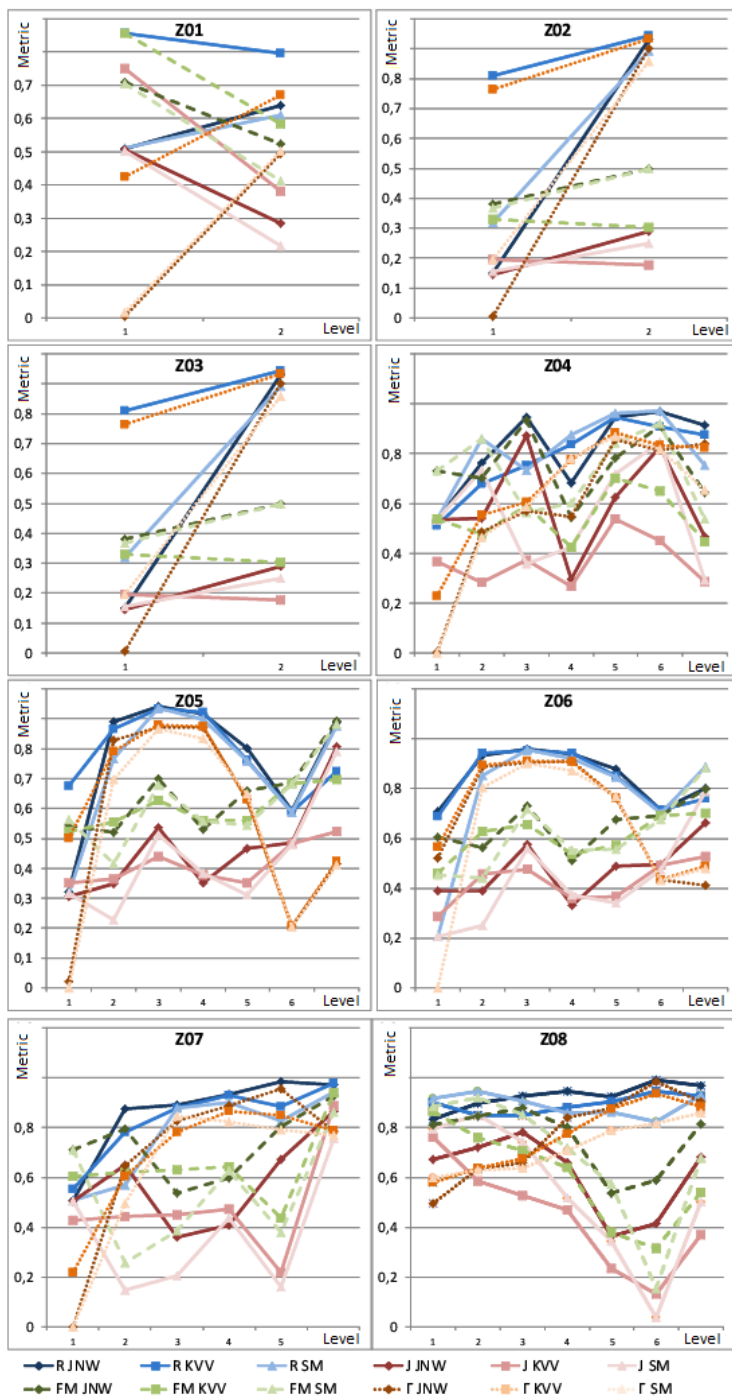 Z01
Metric
0,7
0,6
0,5
0,4
0,3
0,2
0,1
0
1 2 Level
Z02
Metric
0,8
0,7
0,6
0,5
0,4
0,3
0,2
0,1
0
1 2 Level
Z03
Metric
0,8
0,7
0,6
0,5
0,4
0,3
0,2
0,1
0
1 2 Level
Z04
Metric
0,8
0,6
0,4
0,2
0
1 2 3 4 5 6 Level
Z05
Metric
0,8
0,7
0,6
0,5
0,4
0,3
0,2
0,1
0
1 2 3 4 5 6 Level
Z06
Metric
0,8
0,6
0,4
0,2
0
1 2 3 4 5 6 Level
Z07
Metric
0,8
0,6
0,4
0,2
0
1 2 3 4 5 Level
Z08
Metric
0,8
0,6
0,4
0,2
0
1 2 3 4 5 6 Level
R JNW R KVV R SM J JNW J KVV J SM
FM JNW FM KVV FM SM Γ JNW Γ KVV Γ SM